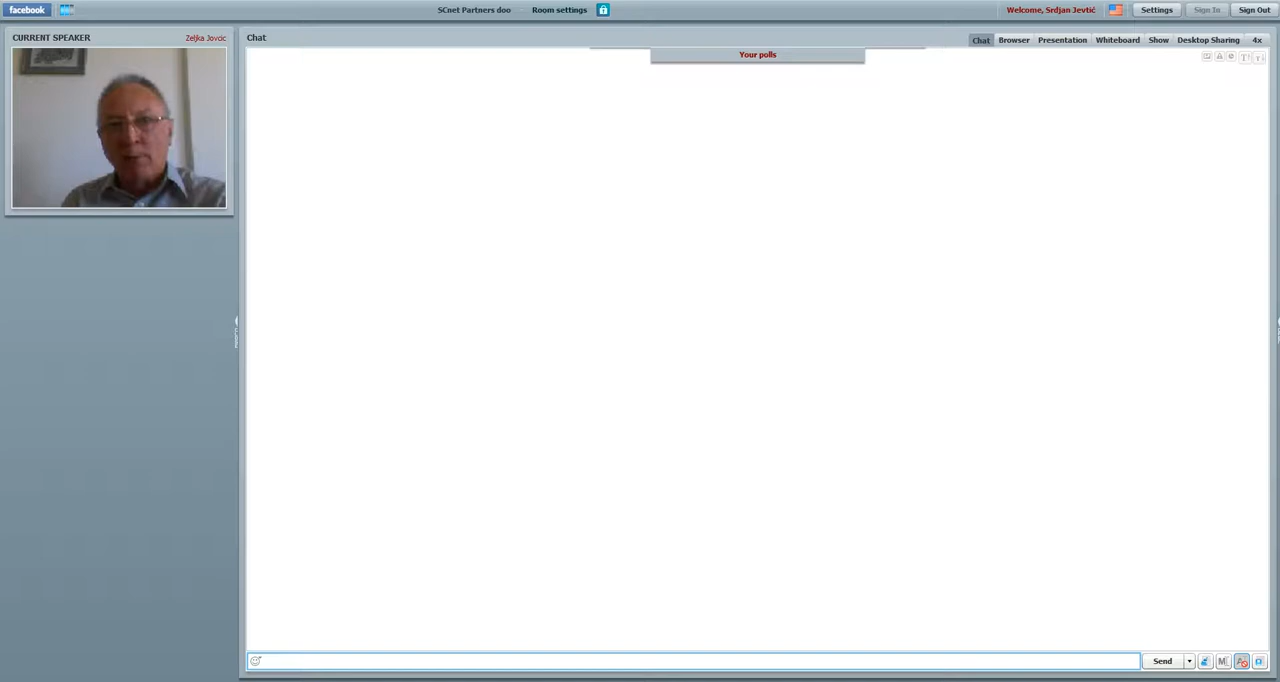 facebook
SCnet Partners doo
Room settings
Welcome, Srdjan Jevtić
Settings
Sign In
Sign Out
CURRENT SPEAKER
Zeljka Jovcic
Chat
Chat Browser Presentation Whiteboard Show Desktop Sharing 4x
Your polls
Send